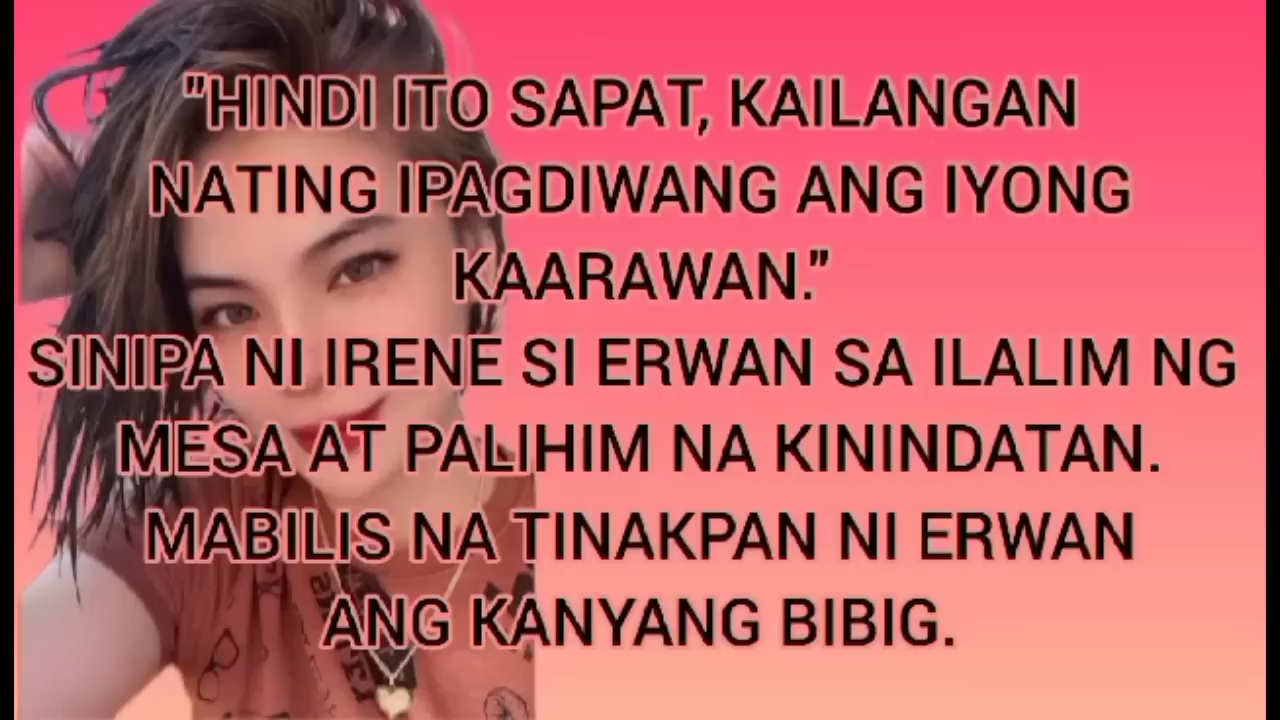 "HINDI ITO SAPAT, KAILANGAN
NATING IPAGDIWANG ANG IYONG
KAARAWAN."
SINIPA NI IRENE SI ERWAN SA ILALIM NG
MESA AT PALIHIM NA KININDATAN.
MABILIS NA TINAKPAN NI ERWAN
ANG KANYANG BIBIG.